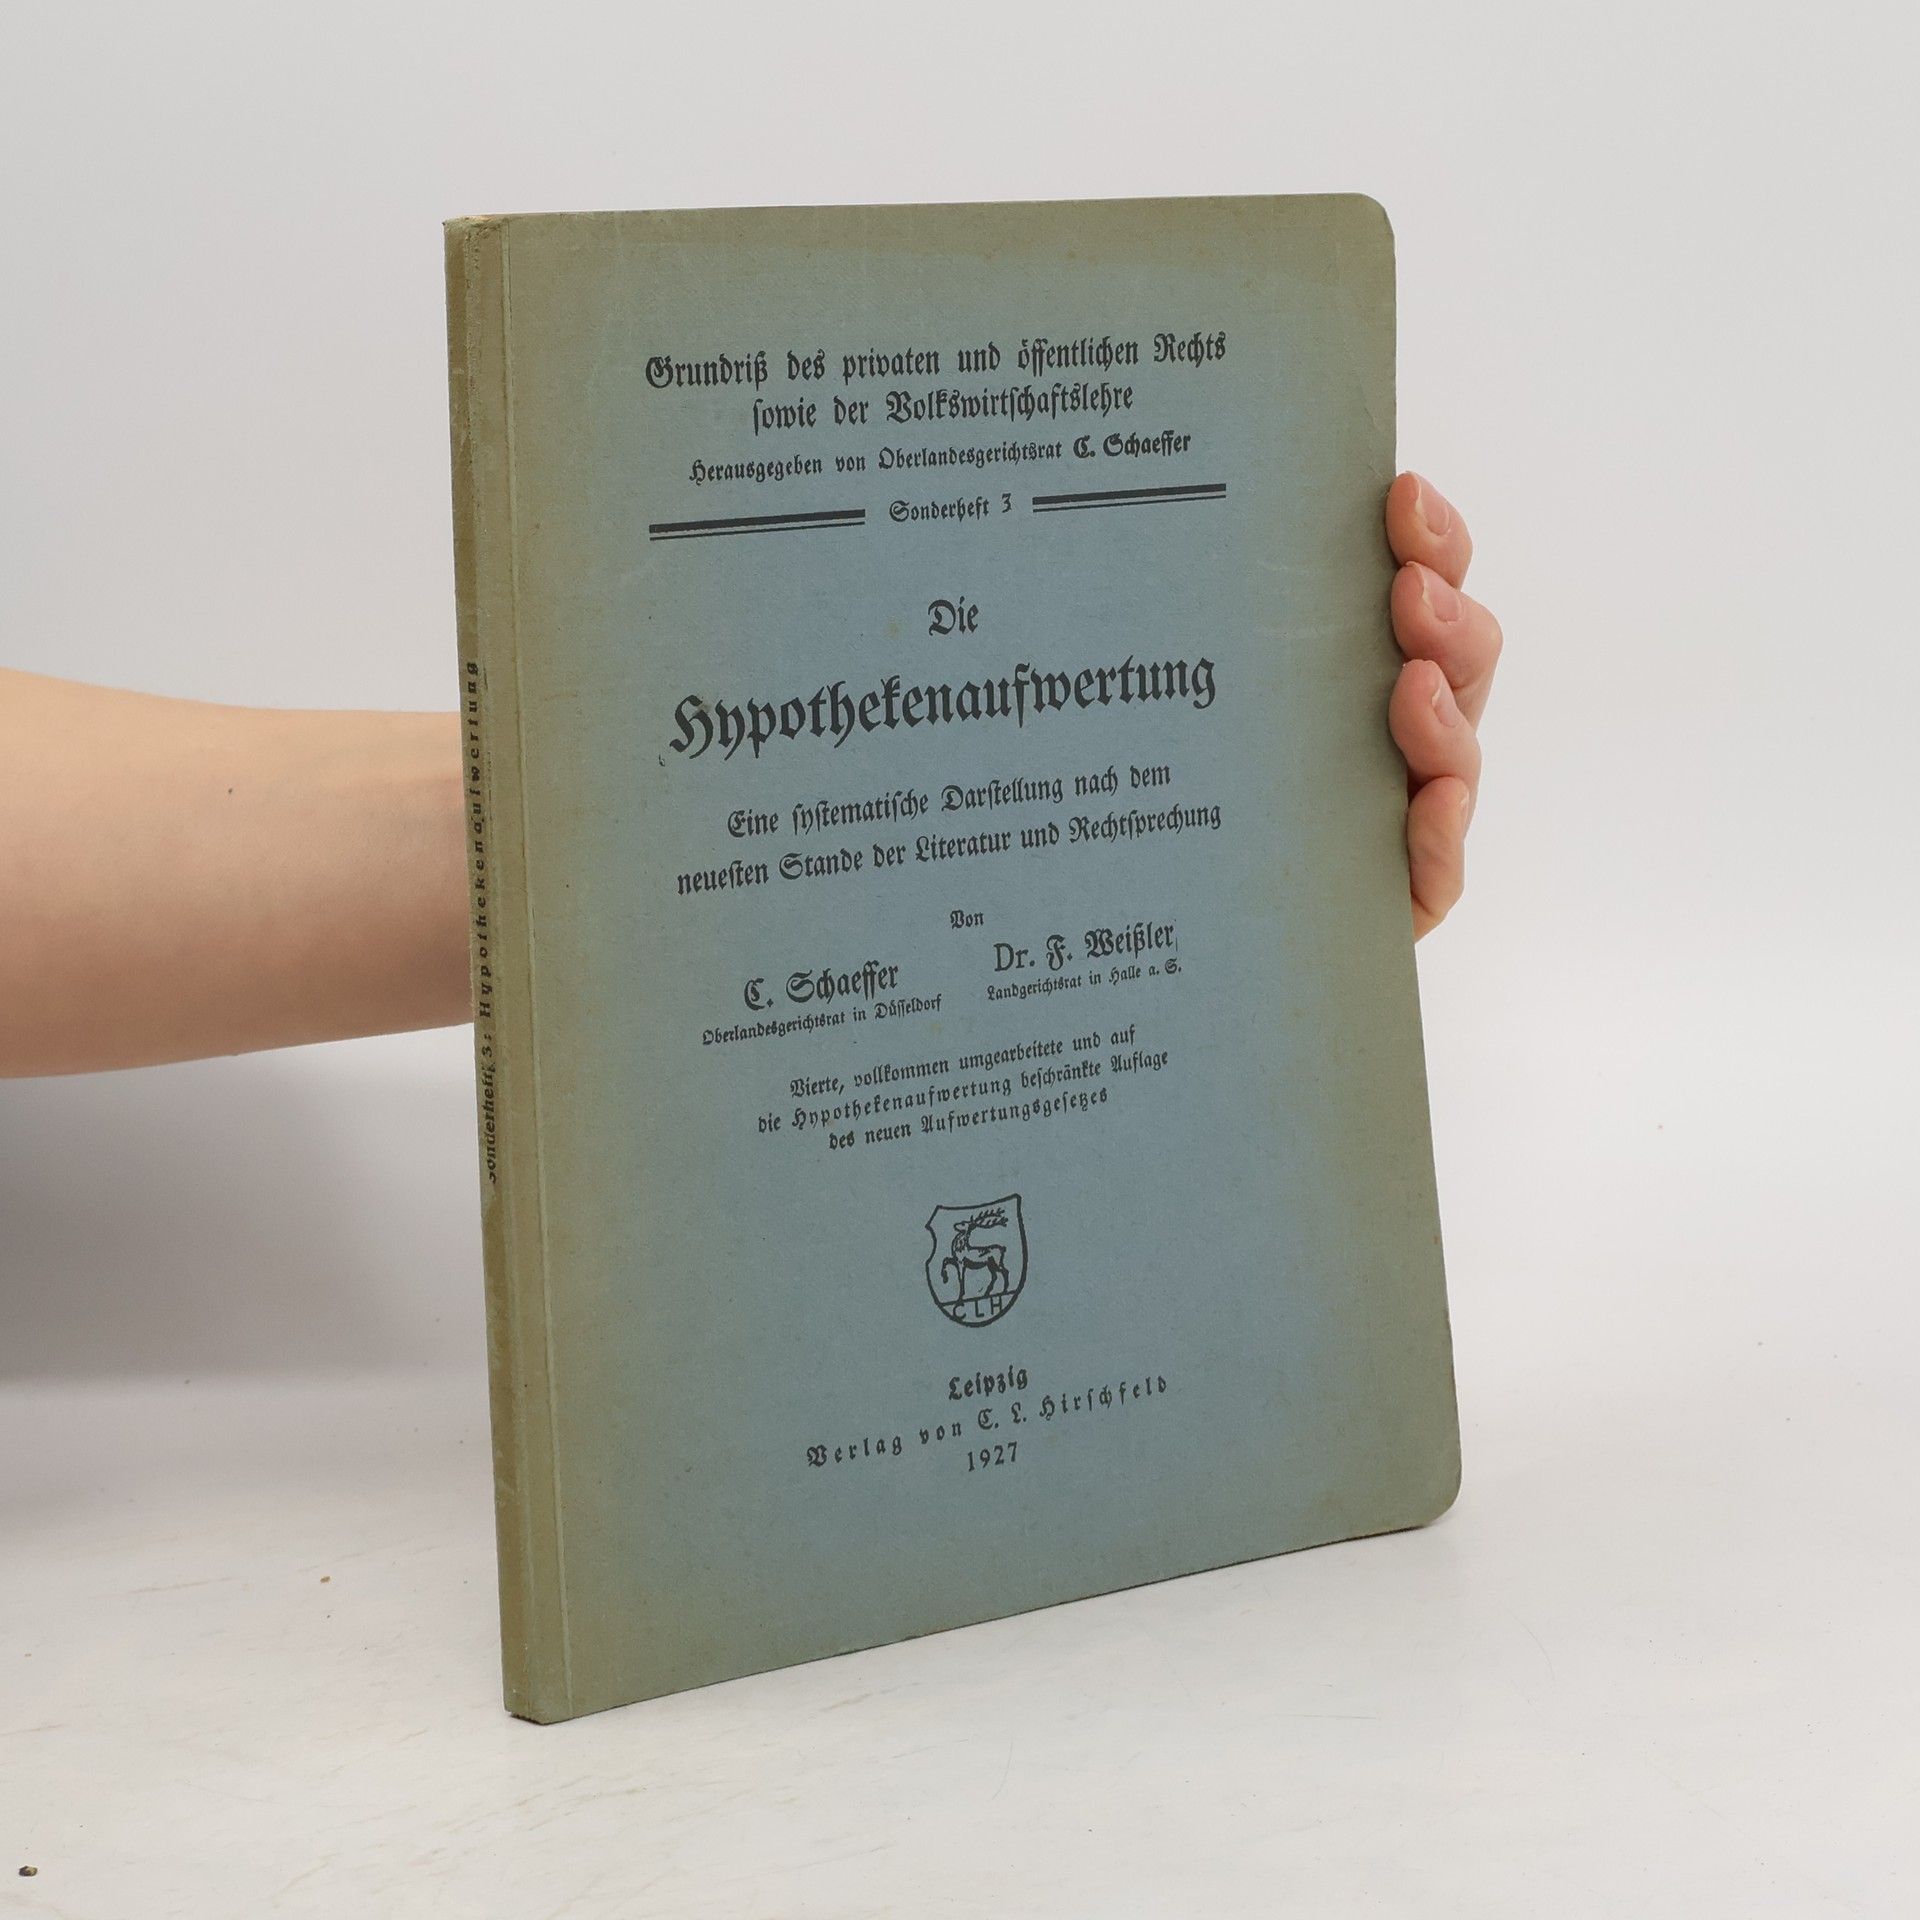 Grundriß des privaten und öffentlichen Rechts
sowie der Volkswirtschaftslehre
Herausgegeben von Oberlandesgerichtsrat C. Schaeffer
Sonderheft 3
Die
Hypothekenaufwertung
Eine systematische Darstellung nach dem
neuesten Stande der Literatur und Rechtsprechung
Von
C. Schaeffer
Oberlandesgerichtsrat in Düsseldorf
Dr. F. Weißler
Landgerichtsrat in Halle a. S.
Vierte, vollkommen umgearbeitete und auf
die Hypothekenaufwertung beschränkte Auflage
des neuen Aufwertungsgesetzes
CLH
Leipzig
Verlag von C. L. Hirschfeld
1927
Sonderheft 3: Hypothekenaufwertung